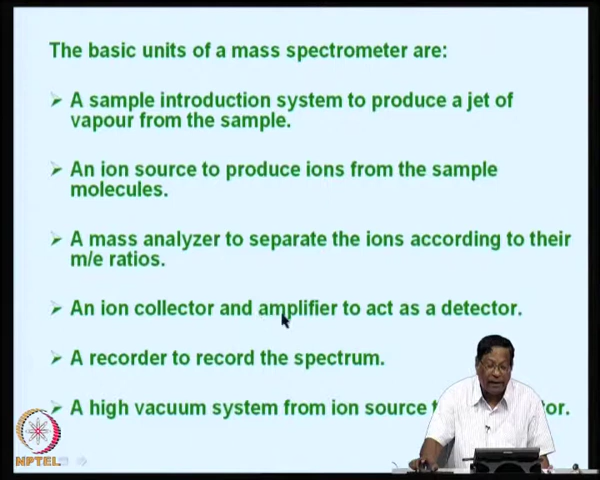 The basic units of a mass spectrometer are:
A sample introduction system to produce a jet of
vapour from the sample.
An ion source to produce ions from the sample
molecules.
A mass analyzer to separate the ions according to their
m/e ratios.
An ion collector and amplifier to act as a detector.
A recorder to record the spectrum.
A high vacuum system from ion source
NPTEL